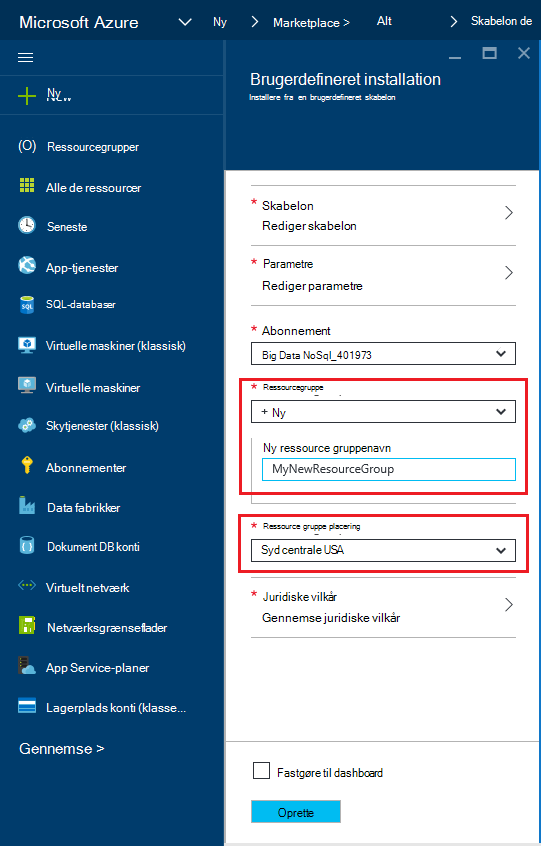 Microsoft Azure
Ny
Marketplace >
Alt
Skabelon de
Ny
Ressourcegrupper
Alle de ressourcer
Seneste
App-tjenester
SQL-databaser
Virtuelle maskiner (klassisk)
Virtuelle maskiner
Skytjenester (klassisk)
Abonnementer
Data fabrikker
Dokument DB konti
Virtuelt netværk
Netværksgrænseflader
App Service-planer
Lagerplads konti (klasse...
Gennemse >
Brugerdefineret installation
Installere fra en brugerdefineret skabelon
* Skabelon
Rediger skabelon
* Parametre
Rediger parametre
* Abonnement
Big Data NoSql_401973
* Ressourcegruppe
+ Ny
Ny ressource gruppenavn
MyNewResourceGroup
* Ressource gruppe placering
Syd centrale USA
* Juridiske vilkår
Gennemse juridiske vilkår
Fastgøre til dashboard
Oprette